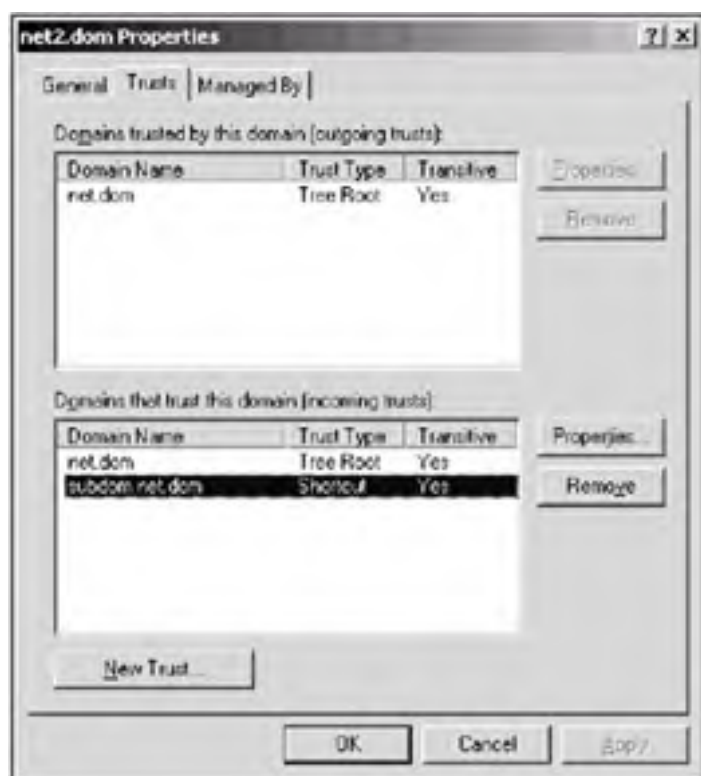 net2.dom Properties
? X
General Trusts Managed By
Domains trusted by this domain (outgoing trusts):
Domain Name Trust Type Transitive
net.dom Tree Root Yes
Properties...
Remove
Domains that trust this domain (incoming trusts):
Domain Name Trust Type Transitive
net.dom Tree Root Yes
subdom.net.dom Shortcut Yes
Properties...
Remove
New Trust...
OK Cancel Apply